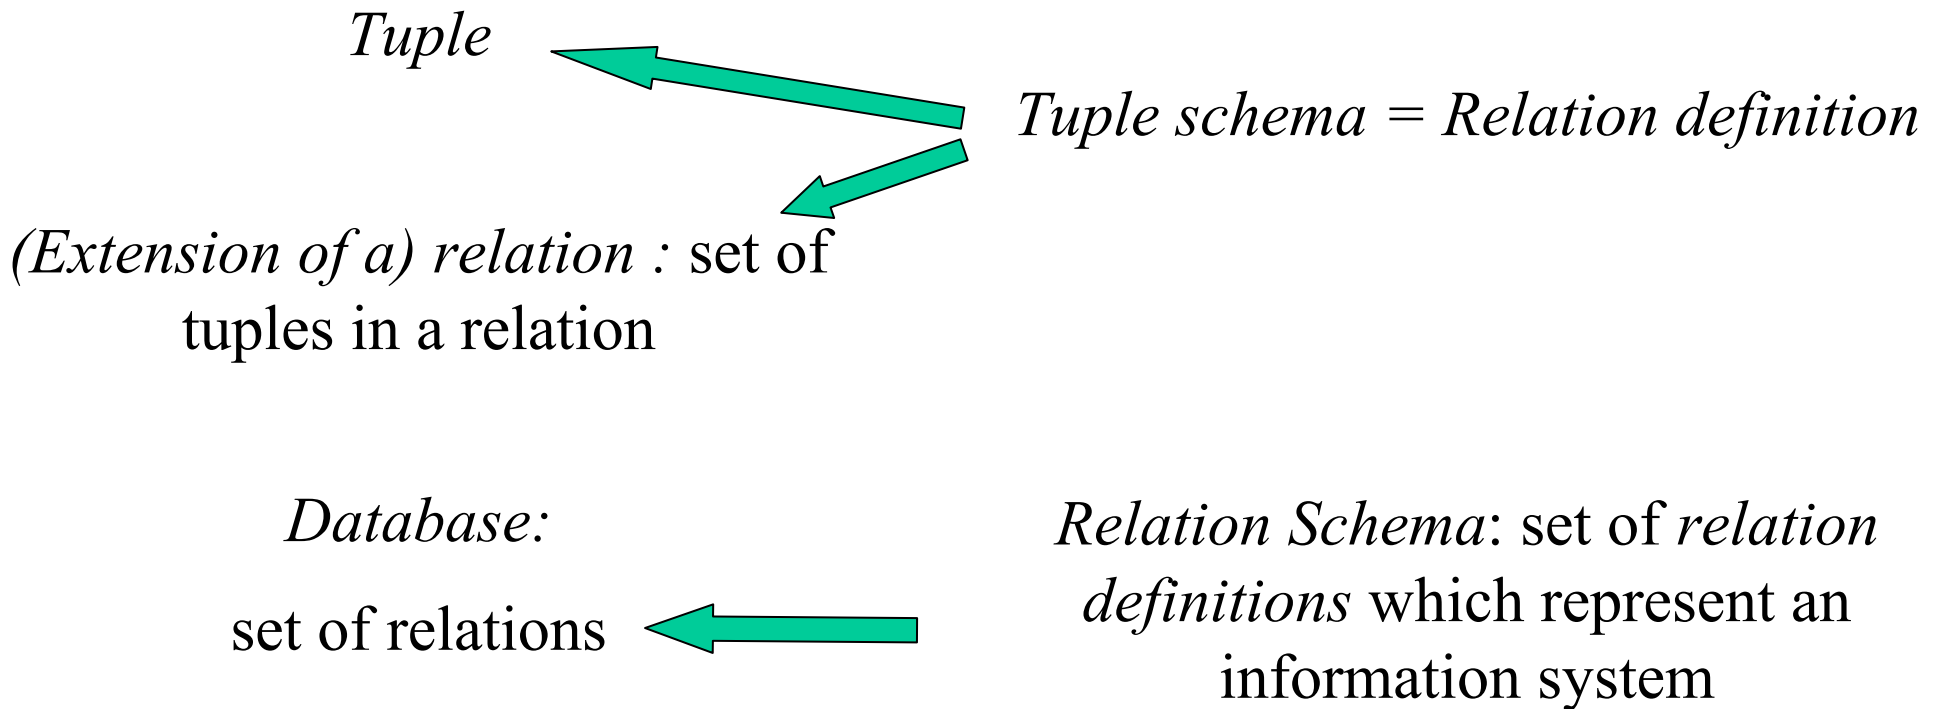 Tuple
Tuple schema = Relation definition
(Extension of a) relation : set of
tuples in a relation
Database:
set of relations
Relation Schema: set of relation
definitions which represent an
information system